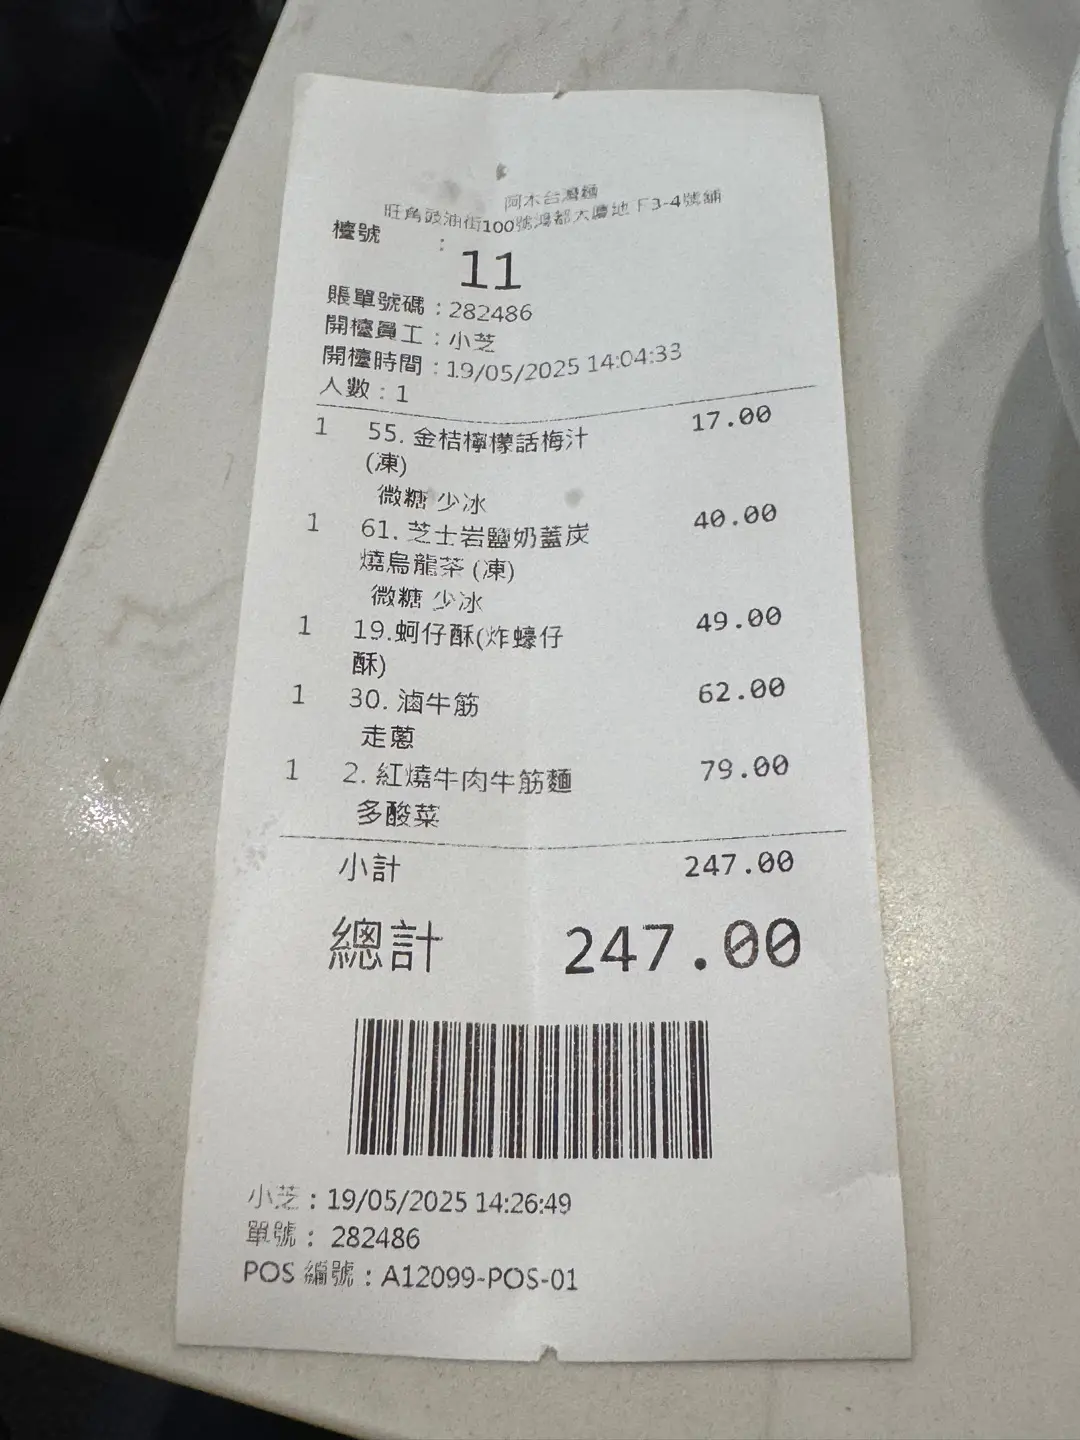 阿木台灣麵
旺角豉油街100號鴻都大廈地 F3-4號舖
檯號 :
11
賬單號碼 : 282486
開檯員工 : 小芝
開檯時間 : 19/05/2025 14:04:33
人數 : 1
1 55. 金桔檸檬話梅汁 17.00
(凍)
微糖 少冰
1 61. 芝士岩鹽奶蓋炭 40.00
燒烏龍茶 (凍)
微糖 少冰
1 19.蚵仔酥(炸蠔仔 49.00
酥)
1 30. 滷牛筋 62.00
走蔥
1 2. 紅燒牛肉牛筋麵 79.00
多酸菜
小計 247.00
總計 247.00
小芝 : 19/05/2025 14:26:49
單號 : 282486
POS 編號 : A12099-POS-01